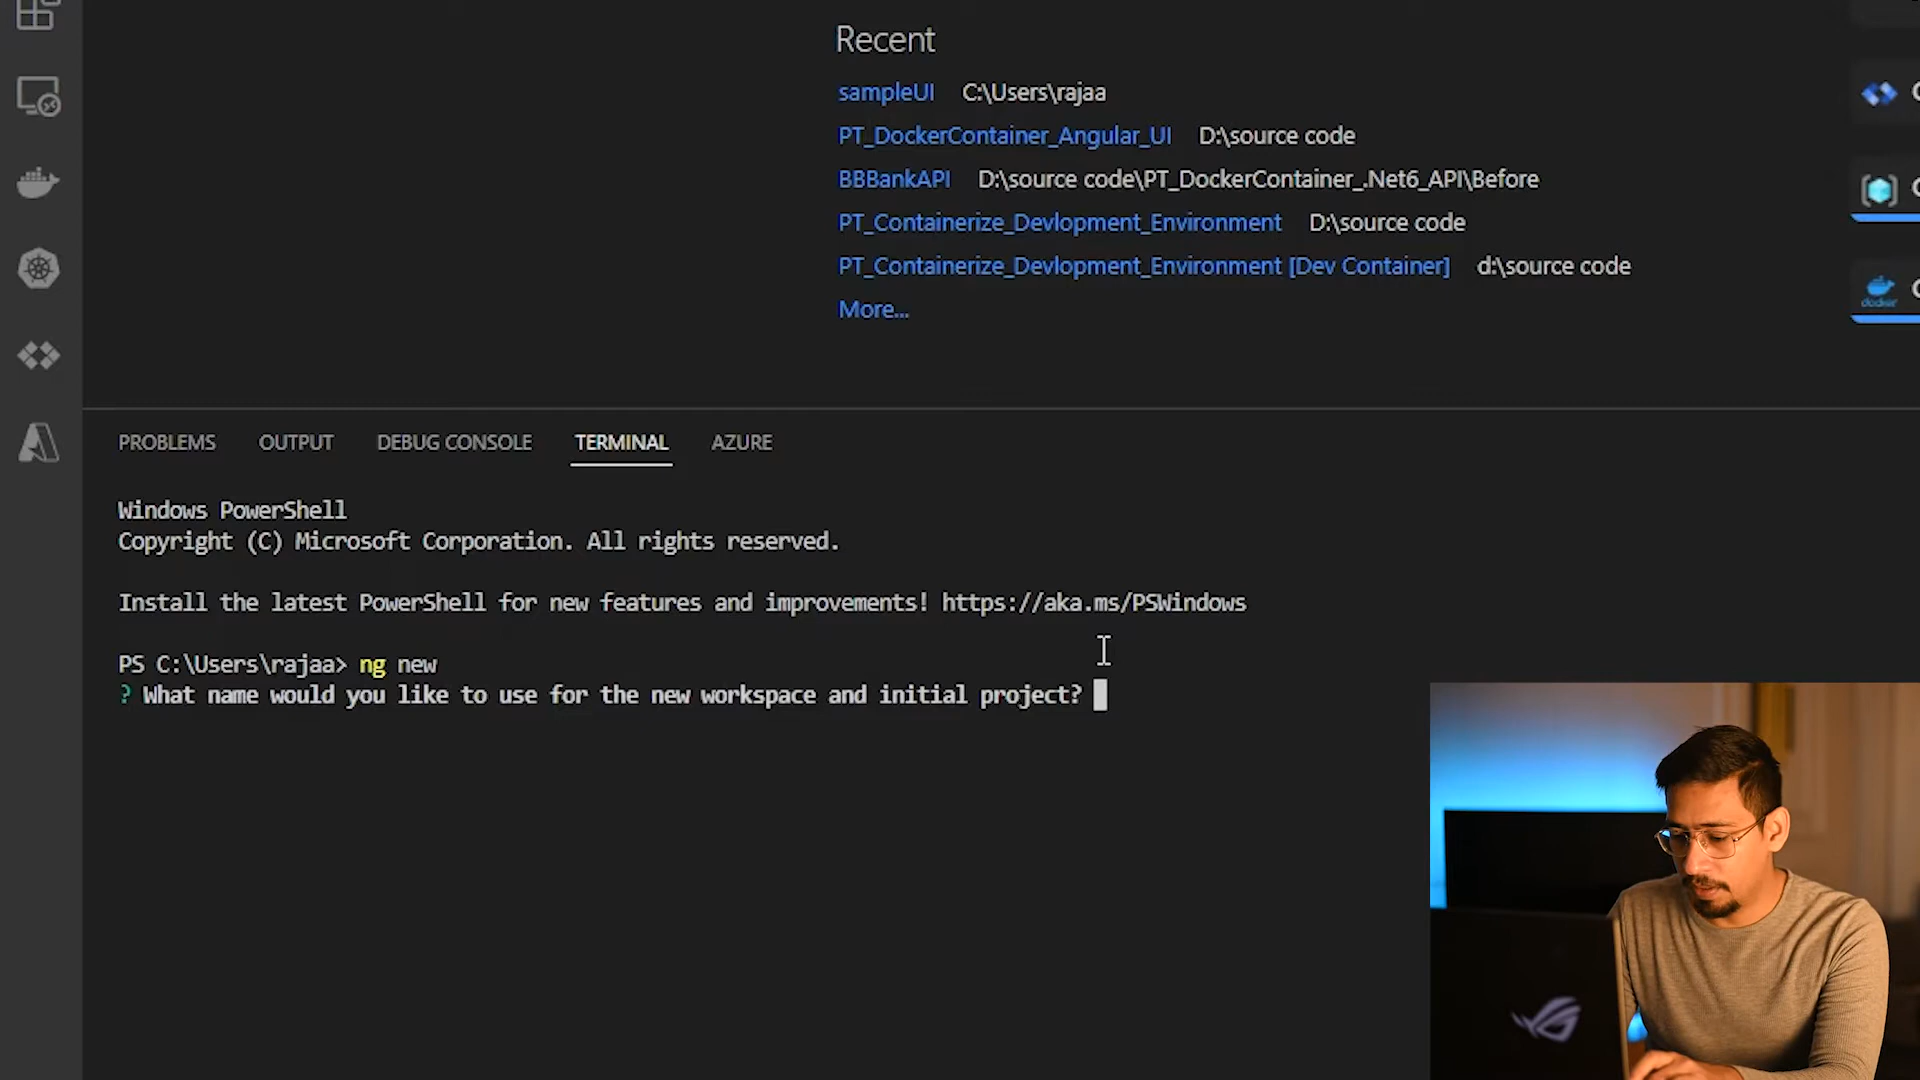 Recent
sampleUI C:\Users\rajaa
PT_DockerContainer_Angular_UI D:\source code
BBBankAPI D:\source code\PT_DockerContainer_.Net6_API\Before
PT_Containerize_Devlopment_Environment D:\source code
PT_Containerize_Devlopment_Environment [Dev Container] d:\source code
More...
docker
PROBLEMS OUTPUT DEBUG CONSOLE TERMINAL AZURE
Windows PowerShell
Copyright (C) Microsoft Corporation. All rights reserved.
Install the latest PowerShell for new features and improvements! https://aka.ms/PSWindows
PS C:\Users\rajaa> ng new
? What name would you like to use for the new workspace and initial project?